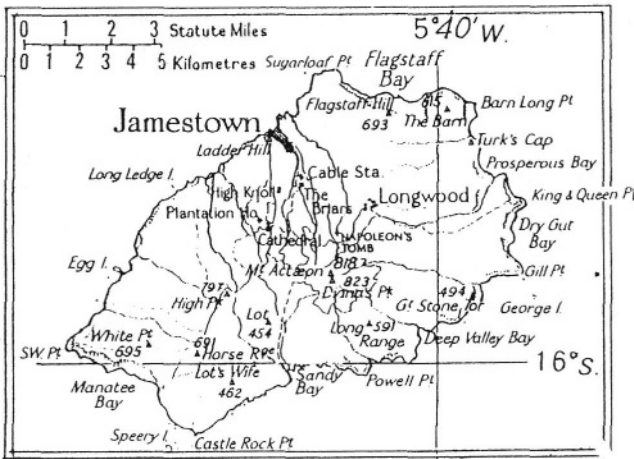 0 1 2 3 Statute Miles
0 1 2 3 4 5 Kilometres
5°40' W.
Sugarloaf Pt
Flagstaff
Bay
Flagstaff Hill
693
815
The Barn
Barn Long Pt
Jamestown
Ladder Hill
Turk's Cap
Prosperous Bay
Long Ledge I.
Cable Sta.
High Knoll
The
Briars
Longwood
King & Queen Pt
Plantation Ho.
Dry Gut
Bay
Cathedral
NAPOLEON'S
TOMB
Egg I.
Mt Actæon
818
Gill Pt
797
High Pk
823
Diana's Pk
494
Gt Stone Top
George I.
Lot
454
Long
Range
591
Deep Valley Bay
White Pt
695
691
Horse Rge
SW. Pt
Lot's Wife
462
Sandy
Bay
Powell Pt
16° S.
Manatee
Bay
Speery I.
Castle Rock Pt